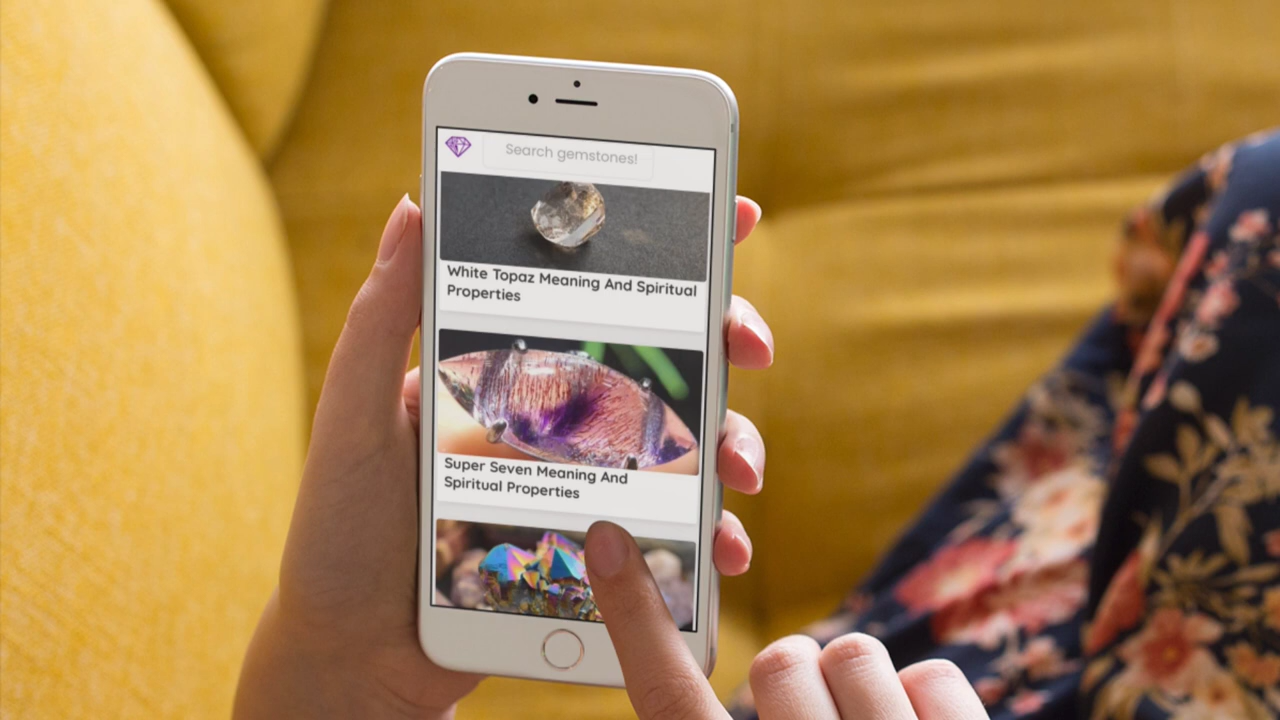 Search gemstones!
White Topaz Meaning And Spiritual
Properties
Super Seven Meaning And
Spiritual Properties